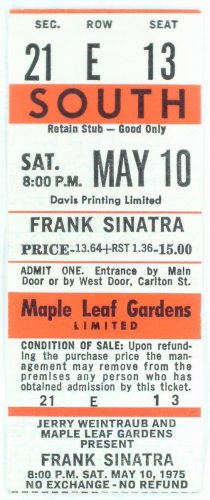 SEC. ROW SEAT
21 E 13
SOUTH
Retain Stub — Good Only
SAT. MAY 10
8:00 P.M.
Davis Printing Limited
FRANK SINATRA
PRICE-13.64+RST 1.36-15.00
ADMIT ONE. Entrance by Main
Door or by West Door, Carlton St.
Maple Leaf Gardens
LIMITED
CONDITION OF SALE: Upon refund-
ing the purchase price the man-
agement may remove from the
premises any person who has
obtained admission by this ticket.
21 E 13
JERRY WEINTRAUB and
MAPLE LEAF GARDENS
PRESENT
FRANK SINATRA
8:00 P.M. SAT. MAY 10, 1975
NO EXCHANGE - NO REFUND